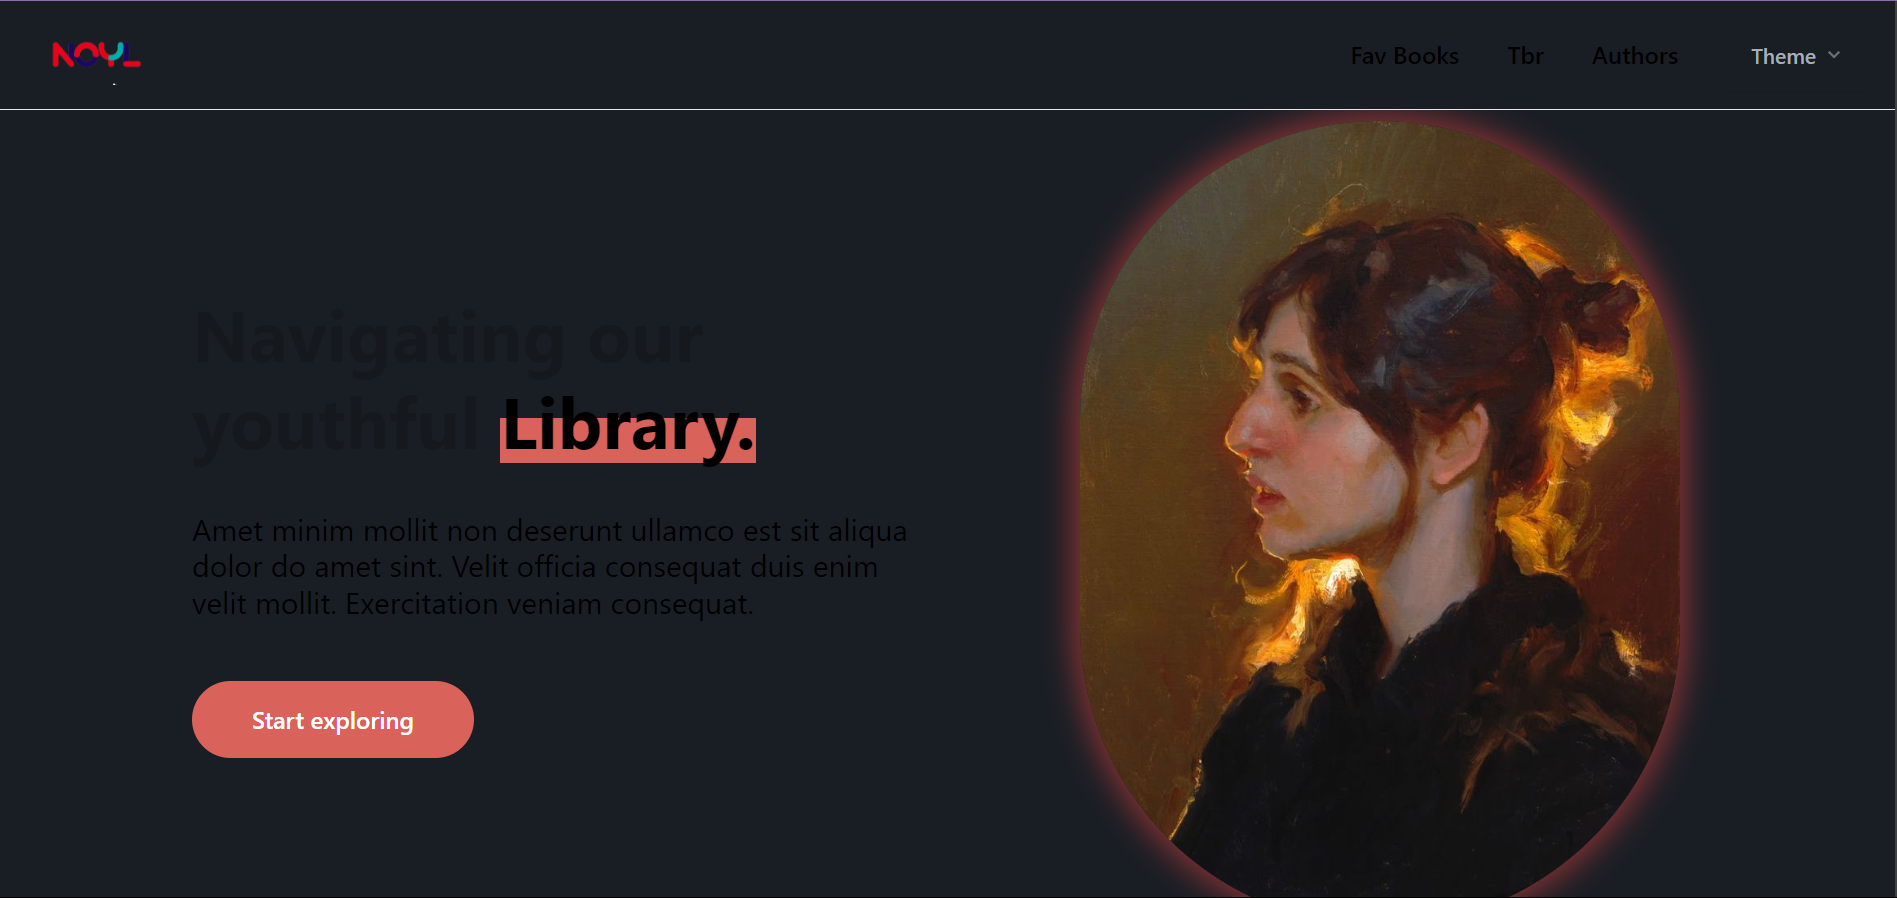 NOYL
Fav Books
Tbr
Authors
Theme
Navigating our
youthful Library.
Amet minim mollit non deserunt ullamco est sit aliqua
dolor do amet sint. Velit officia consequat duis enim
velit mollit. Exercitation veniam consequat.
Start exploring